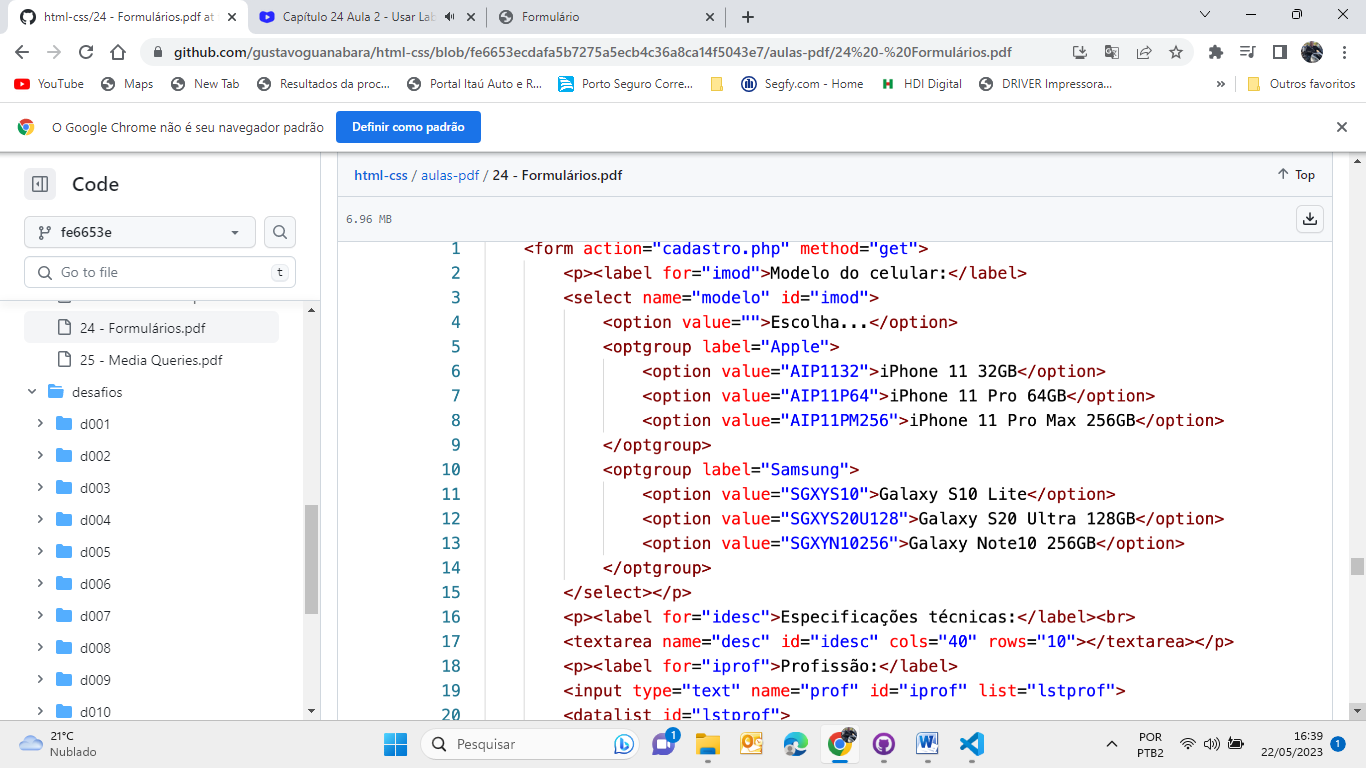 html-css/24 - Formulários.pdf at
Capítulo 24 Aula 2 - Usar Lab
Formulário
github.com/gustavoguanabara/html-css/blob/fe6653ecdafa5b7275a5ecb4c36a8ca14f5043e7/aulas-pdf/24%20-%20Formulários.pdf
YouTube Maps New Tab Resultados da proc... Portal Itaú Auto e R... Porto Seguro Corre... Segfy.com - Home HDI Digital DRIVER Impressora... » Outros favoritos
O Google Chrome não é seu navegador padrão Definir como padrão
Code
fe6653e
Go to file t
24 - Formulários.pdf
25 - Media Queries.pdf
desafios
d001
d002
d003
d004
d005
d006
d007
d008
d009
d010
html-css / aulas-pdf / 24 - Formulários.pdf Top
6.96 MB
1 <form action="cadastro.php" method="get">
2 <p><label for="imod">Modelo do celular:</label>
3 <select name="modelo" id="imod">
4 <option value="">Escolha...</option>
5 <optgroup label="Apple">
6 <option value="AIP1132">iPhone 11 32GB</option>
7 <option value="AIP11P64">iPhone 11 Pro 64GB</option>
8 <option value="AIP11PM256">iPhone 11 Pro Max 256GB</option>
9 </optgroup>
10 <optgroup label="Samsung">
11 <option value="SGXYS10">Galaxy S10 Lite</option>
12 <option value="SGXYS20U128">Galaxy S20 Ultra 128GB</option>
13 <option value="SGXYN10256">Galaxy Note10 256GB</option>
14 </optgroup>
15 </select></p>
16 <p><label for="idesc">Especificações técnicas:</label><br>
17 <textarea name="desc" id="idesc" cols="40" rows="10"></textarea></p>
18 <p><label for="iprof">Profissão:</label>
19 <input type="text" name="prof" id="iprof" list="lstprof">
20 <datalist id="lstprof">
21°C
Nublado
Pesquisar
1
POR
PTB2
16:39
22/05/2023
1